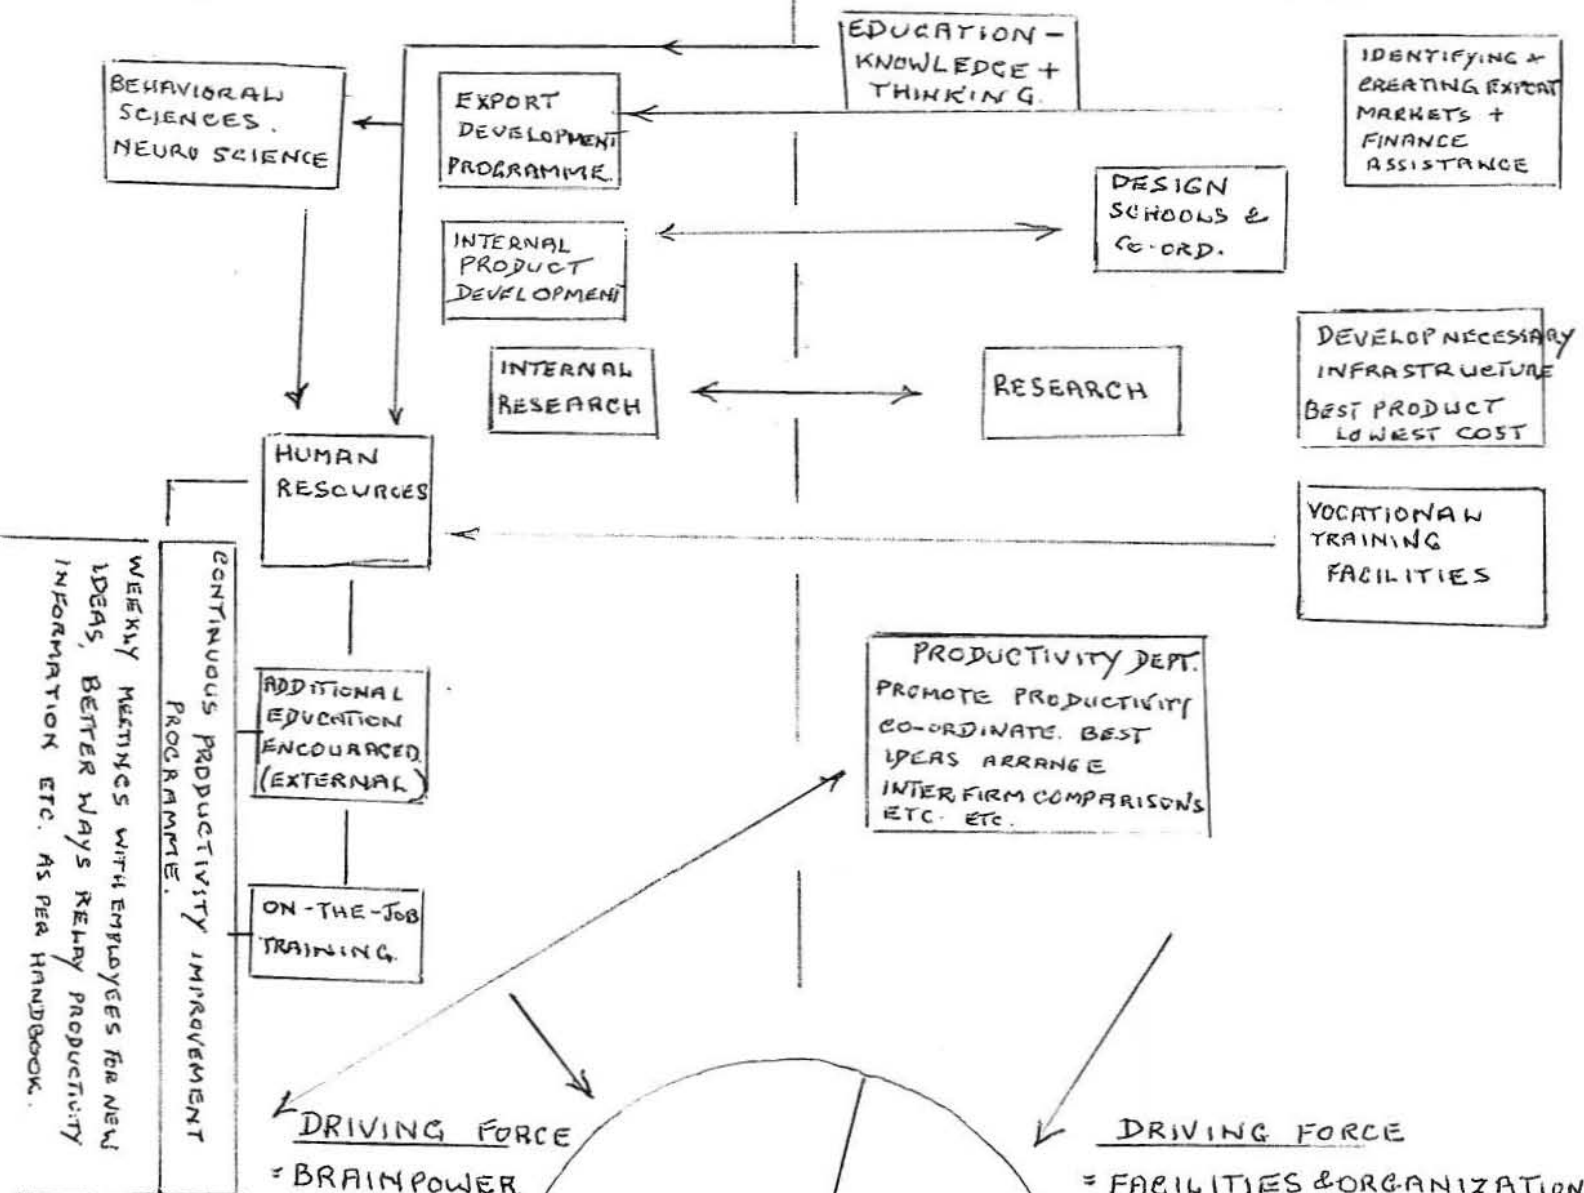 EDUCATION -
KNOWLEDGE +
THINKING.
IDENTIFYING &
CREATING EXPORT
MARKETS +
FINANCE
ASSISTANCE
BEHAVIORAL
SCIENCES.
NEURO SCIENCE
EXPORT
DEVELOPMENT
PROGRAMME.
DESIGN
SCHOOLS &
CO-ORD.
INTERNAL
PRODUCT
DEVELOPMENT
INTERNAL
RESEARCH
RESEARCH
DEVELOP NECESSARY
INFRASTRUCTURE
BEST PRODUCT
LOWEST COST
HUMAN
RESOURCES
VOCATIONAL
TRAINING
FACILITIES
PRODUCTIVITY DEPT.
PROMOTE PRODUCTIVITY
CO-ORDINATE. BEST
IDEAS ARRANGE
INTER FIRM COMPARISONS
ETC. ETC.
ADDITIONAL
EDUCATION
ENCOURAGED.
(EXTERNAL)
ON-THE-JOB
TRAINING.
CONTINUOUS PRODUCTIVITY IMPROVEMENT
PROGRAMME.
WEEKLY MEETINGS WITH EMPLOYEES FOR NEW
IDEAS, BETTER WAYS RELAY PRODUCTIVITY
INFORMATION ETC. AS PER HANDBOOK.
DRIVING FORCE
= BRAINPOWER
DRIVING FORCE
= FACILITIES & ORGANIZATION